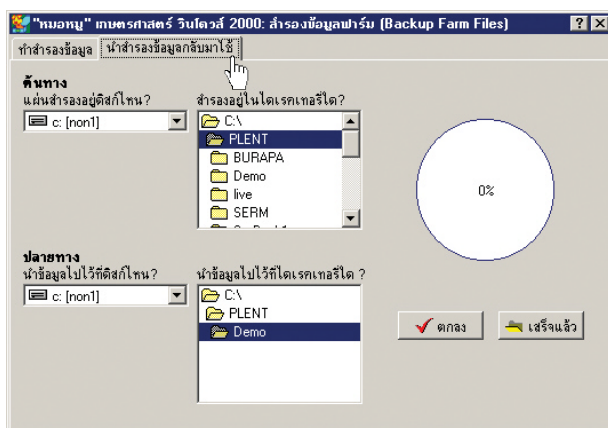 "หมอหมู" เกษตรศาสตร์ วินโดวส์ 2000: สำรองข้อมูลฟาร์ม (Backup Farm Files)
ทำสำรองข้อมูล นำสำรองข้อมูลกลับมาใช้
ต้นทาง
แผ่นสำรองอยู่ดิสก์ไหน? สำรองอยู่ในไดเรคเทอรีใด?
c: [non1] C:\
PLENT
BURAPA
Demo
live
SERM
0%
ปลายทาง
นำข้อมูลไปไว้ที่ดิสก์ไหน? นำข้อมูลไปไว้ที่ไดเรคเทอรีใด ?
c: [non1] C:\
PLENT
Demo
ตกลง เสร็จแล้ว